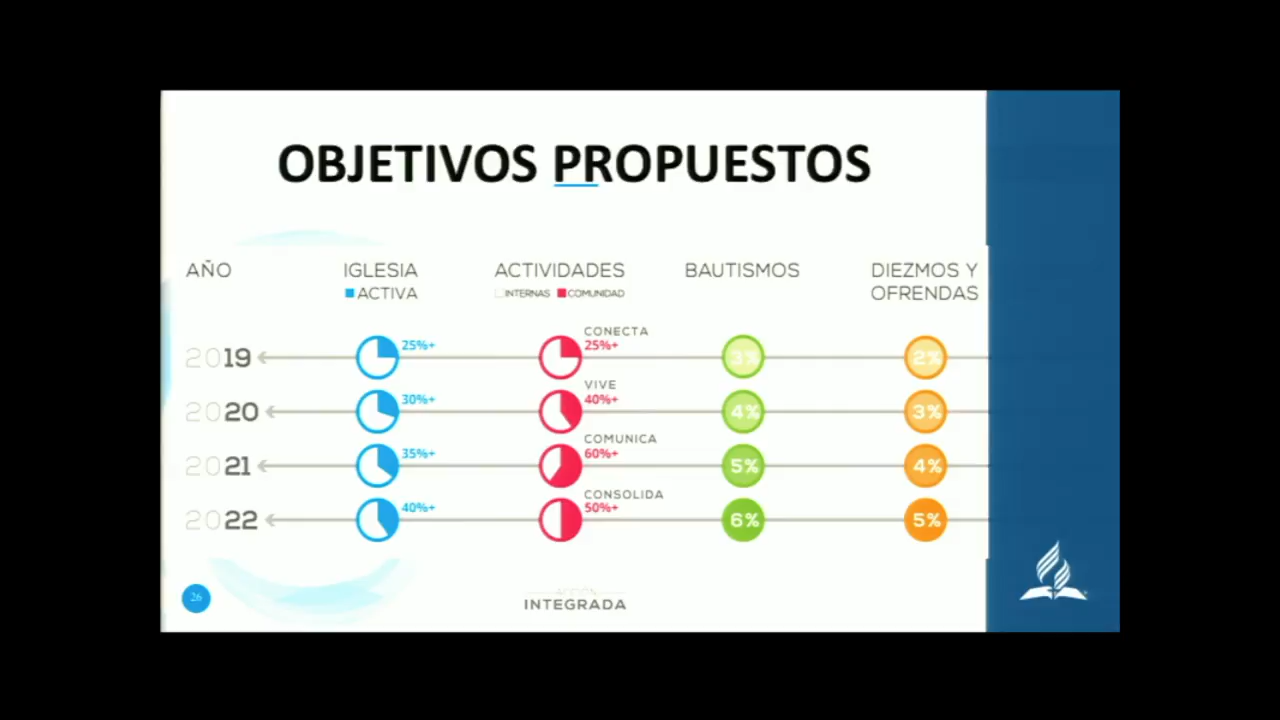 OBJETIVOS PROPUESTOS
AÑO
IGLESIA
ACTIVA
ACTIVIDADES
INTERNAS COMUNIDAD
BAUTISMOS
DIEZMOS Y
OFRENDAS
2019 25%+ CONECTA 25%+ 3% 2%
2020 30%+ VIVE 40%+ 4% 3%
2021 35%+ COMUNICA 60%+ 5% 4%
2022 40%+ CONSOLIDA 50%+ 6% 5%
26
INTEGRADA